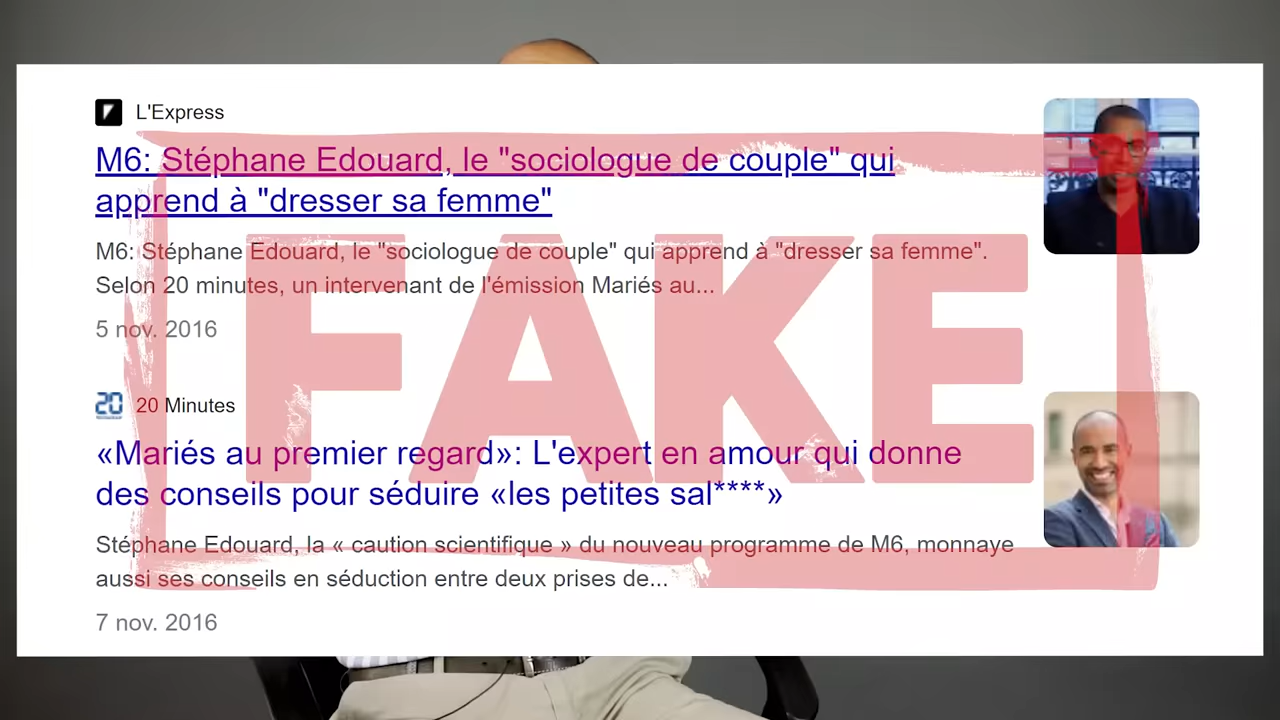 L'Express
M6: Stéphane Edouard, le "sociologue de couple" qui
apprend à "dresser sa femme"
M6: Stéphane Edouard, le "sociologue de couple" qui apprend à "dresser sa femme".
Selon 20 minutes, un intervenant de l'émission Mariés au...
5 nov. 2016
FAKE
20
20 Minutes
«Mariés au premier regard»: L'expert en amour qui donne
des conseils pour séduire «les petites sal****»
Stéphane Edouard, la « caution scientifique » du nouveau programme de M6, monnaye
aussi ses conseils en séduction entre deux prises de...
7 nov. 2016